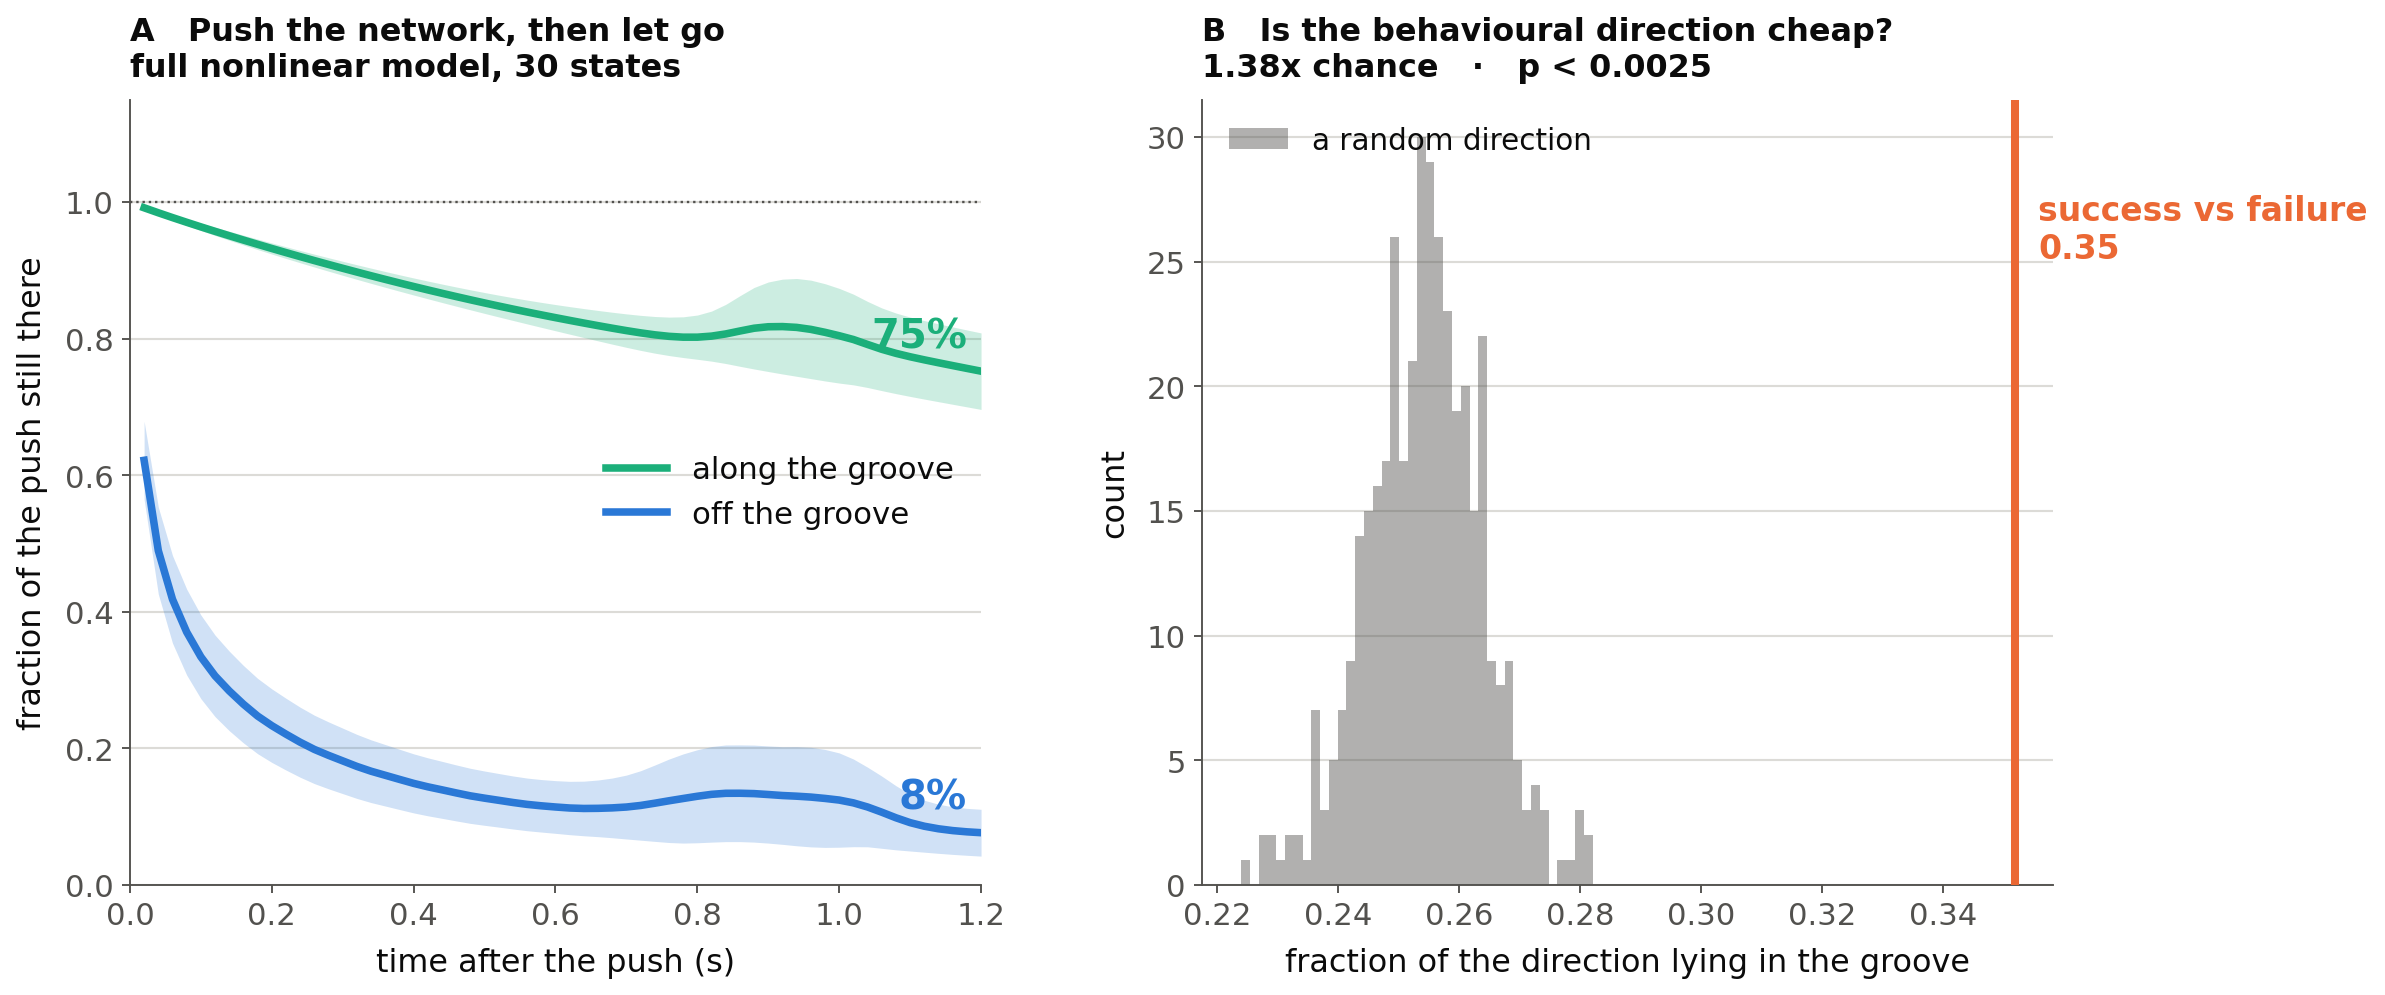 A   Push the network, then let go
full nonlinear model, 30 states
fraction of the push still there
1.0
0.8
0.6
0.4
0.2
0.0
75%
along the groove
off the groove
8%
0.0
0.2
0.4
0.6
0.8
1.0
1.2
time after the push (s)
B   Is the behavioural direction cheap?
1.38x chance   ·   p < 0.0025
count
30
25
20
15
10
5
0
a random direction
success vs failure
0.35
0.22
0.24
0.26
0.28
0.30
0.32
0.34
fraction of the direction lying in the groove